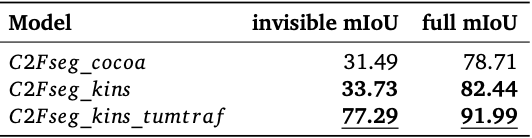 Model invisible mIoU full mIoU
C2Fseg_cocoa 31.49 78.71
C2Fseg_kins 33.73 82.44
C2Fseg_kins_tumtraf 77.29 91.99